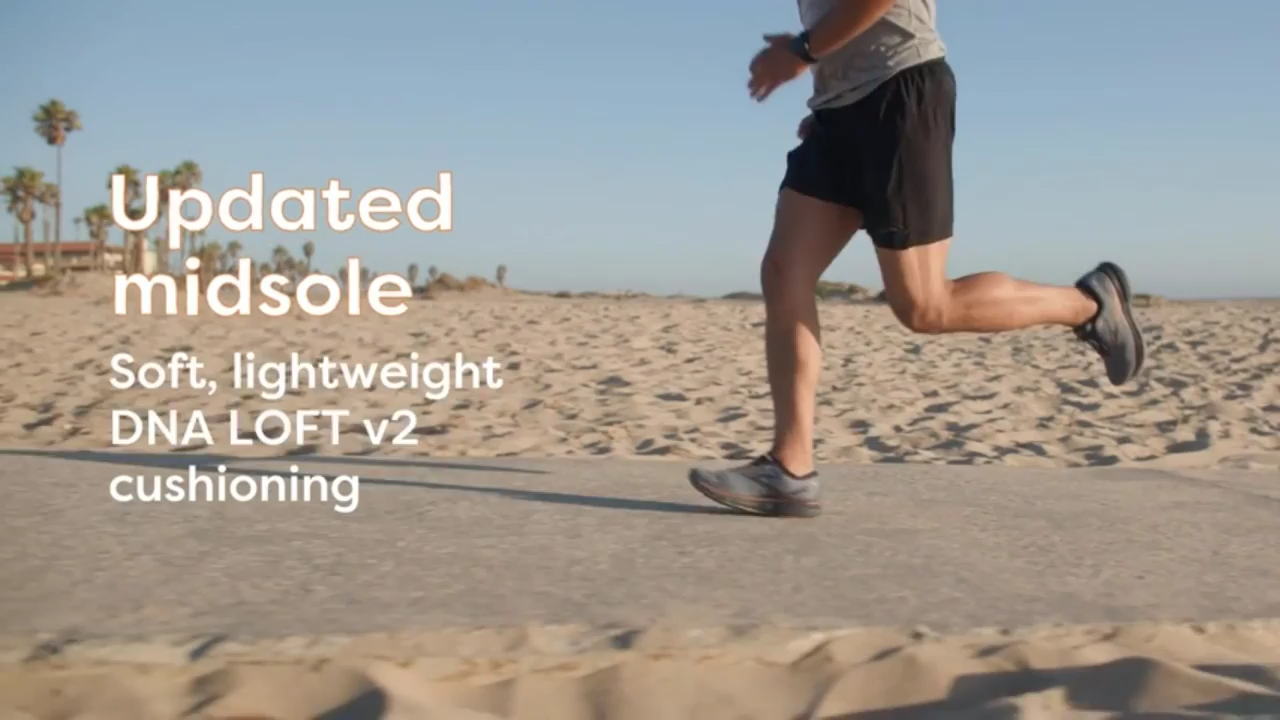 Updated
midsole
Soft, lightweight
DNA LOFT v2
cushioning